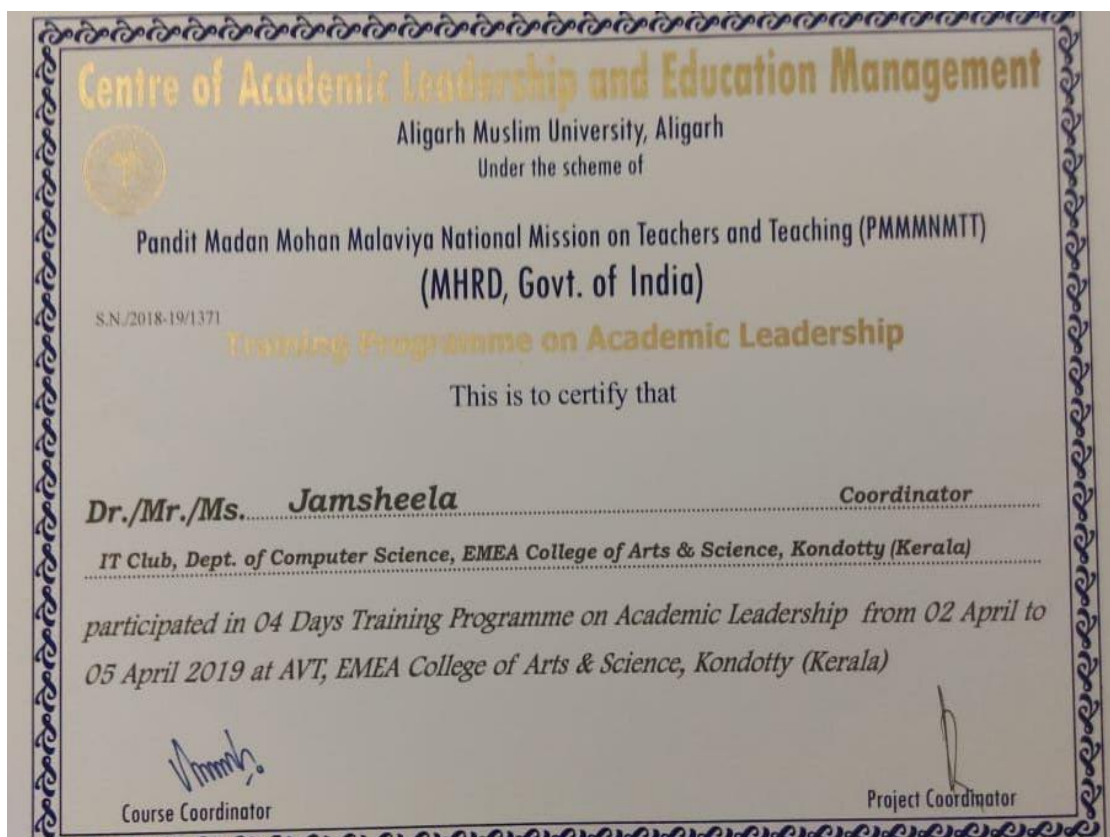 Centre of Academic Leadership and Education Management
Aligarh Muslim University, Aligarh
Under the scheme of
Pandit Madan Mohan Malaviya National Mission on Teachers and Teaching (PMMMNMTT)
(MHRD, Govt. of India)
S.N./2018-19/1371
Training Programme on Academic Leadership
This is to certify that
Dr./Mr./Ms. Jamsheela Coordinator
IT Club, Dept. of Computer Science, EMEA College of Arts & Science, Kondotty (Kerala)
participated in 04 Days Training Programme on Academic Leadership from 02 April to
05 April 2019 at AVT, EMEA College of Arts & Science, Kondotty (Kerala)
Course Coordinator
Project Coordinator